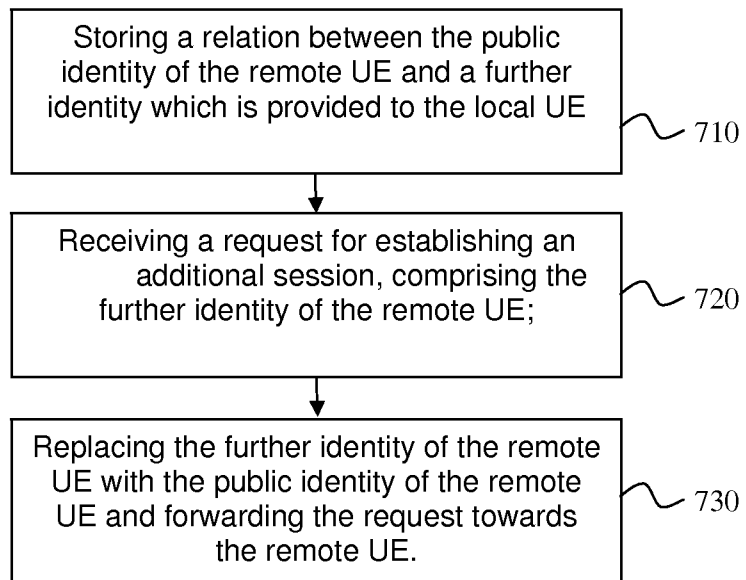 Storing a relation between the public
identity of the remote UE and a further
identity which is provided to the local UE
710
Receiving a request for establishing an
additional session, comprising the
further identity of the remote UE;
720
Replacing the further identity of the remote
UE with the public identity of the remote
UE and forwarding the request towards
the remote UE.
730